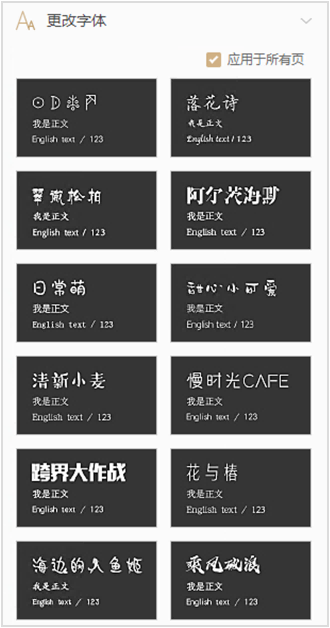 更改字体
应用于所有页
我是正文
English text / 123
落花诗
我是正文
English text / 123
翠微松柏
我是正文
English text / 123
阿尔茨海默
我是正文
English text / 123
日常萌
我是正文
English text / 123
甜心小可爱
我是正文
English text / 123
清新小麦
我是正文
English text / 123
慢时光CAFE
我是正文
English text / 123
跨界大作战
我是正文
English text / 123
花与椿
我是正文
English text / 123
海边的人鱼姬
我是正文
English text / 123
乘风破浪
我是正文
English text / 123